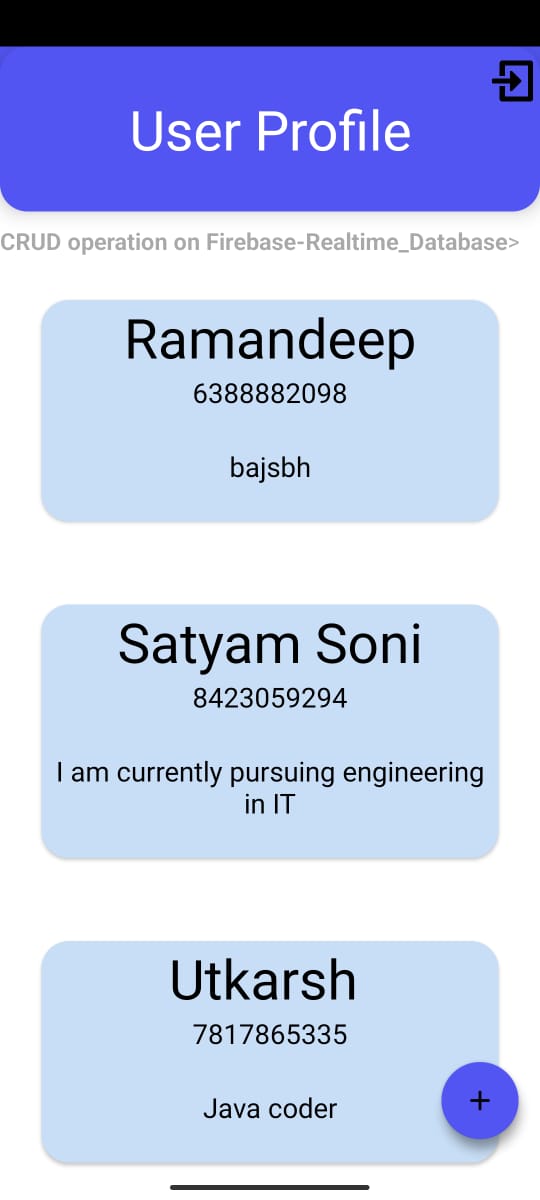 User Profile
CRUD operation on Firebase-Realtime_Database>
Ramandeep
6388882098
bajsbh
Satyam Soni
8423059294
I am currently pursuing engineering
in IT
Utkarsh
7817865335
Java coder
+